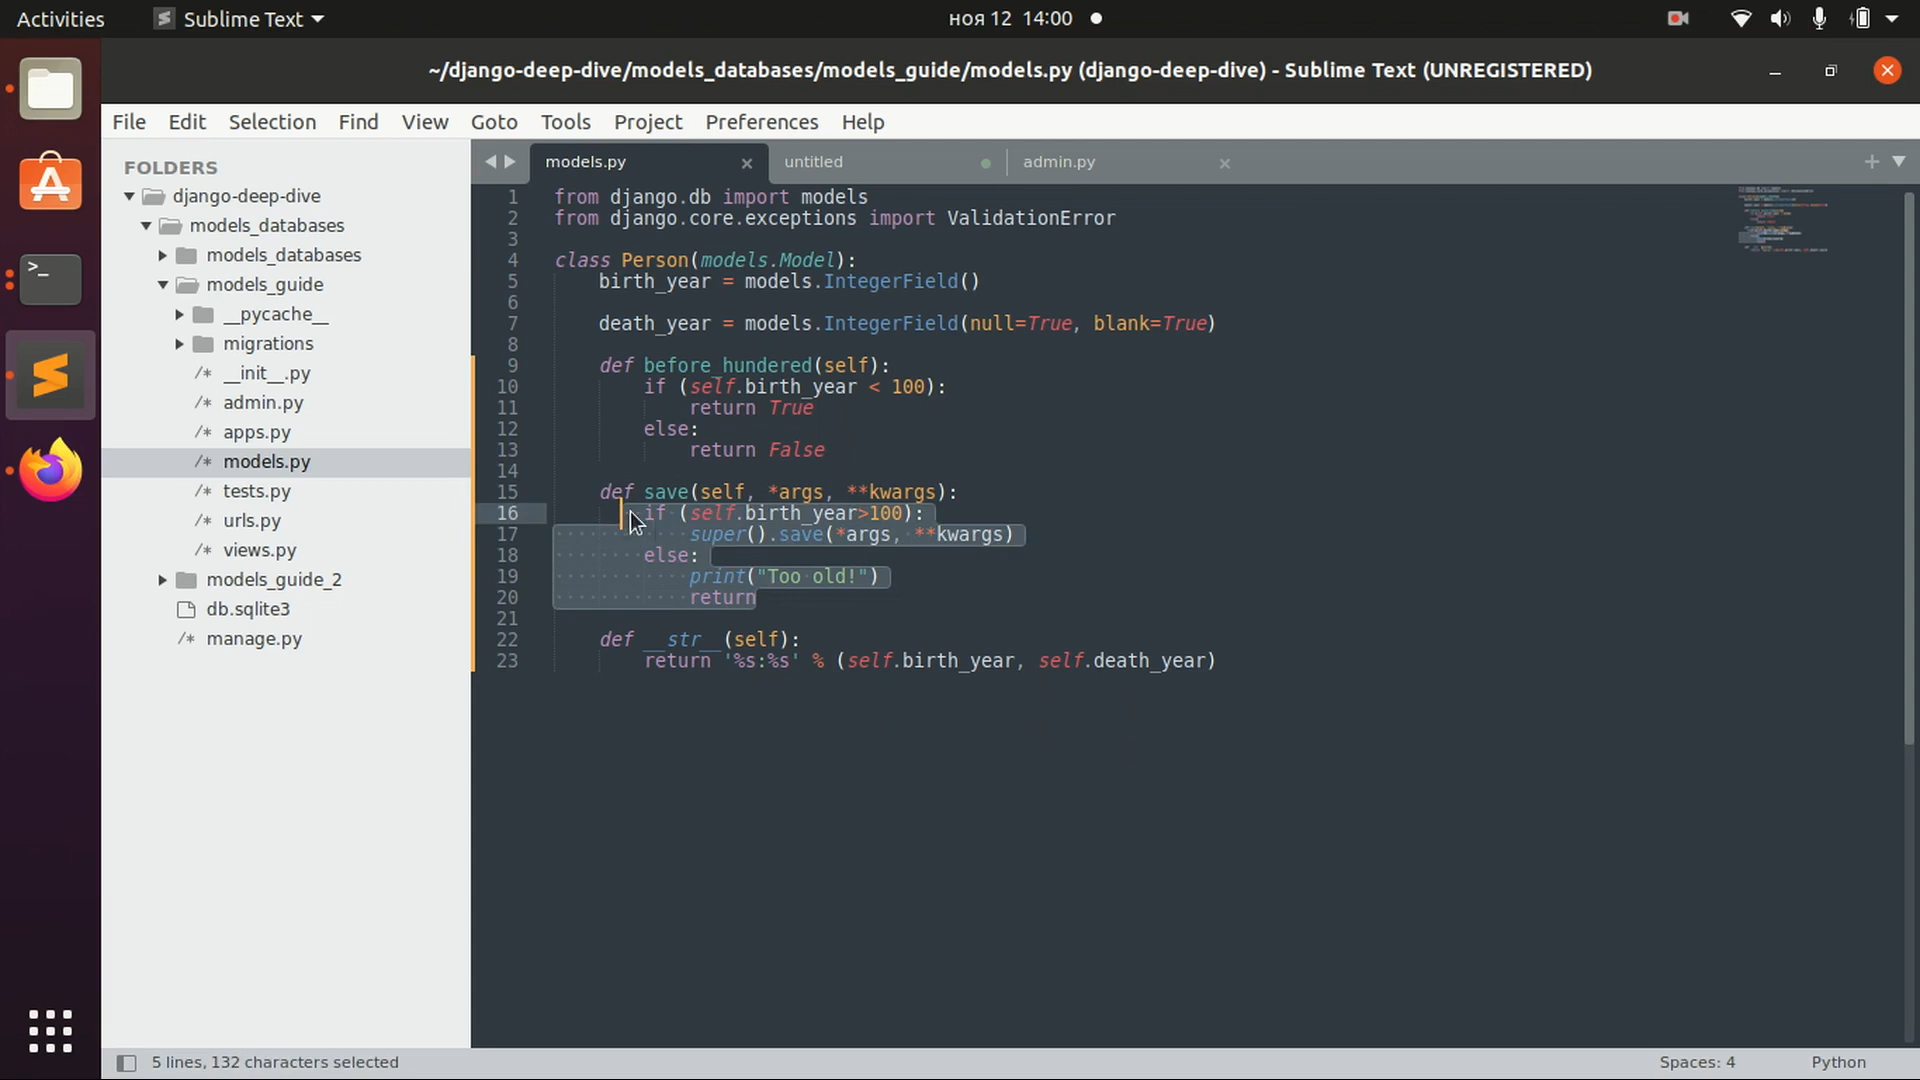 Activities
Sublime Text
ноя 12 14:00
~/django-deep-dive/models_databases/models_guide/models.py (django-deep-dive) - Sublime Text (UNREGISTERED)
File Edit Selection Find View Goto Tools Project Preferences Help
FOLDERS
django-deep-dive
models_databases
models_databases
models_guide
__pycache__
migrations
/* __init__.py
/* admin.py
/* apps.py
/* models.py
/* tests.py
/* urls.py
/* views.py
models_guide_2
db.sqlite3
/* manage.py
models.py untitled admin.py
1 from django.db import models
2 from django.core.exceptions import ValidationError
3
4 class Person(models.Model):
5 birth_year = models.IntegerField()
6
7 death_year = models.IntegerField(null=True, blank=True)
8
9 def before_hundered(self):
10 if (self.birth_year < 100):
11 return True
12 else:
13 return False
14
15 def save(self, *args, **kwargs):
16 if (self.birth_year>100):
17 super().save(*args, **kwargs)
18 else:
19 print("Too old!")
20 return
21
22 def __str__(self):
23 return '%s:%s' % (self.birth_year, self.death_year)
5 lines, 132 characters selected
Spaces: 4
Python